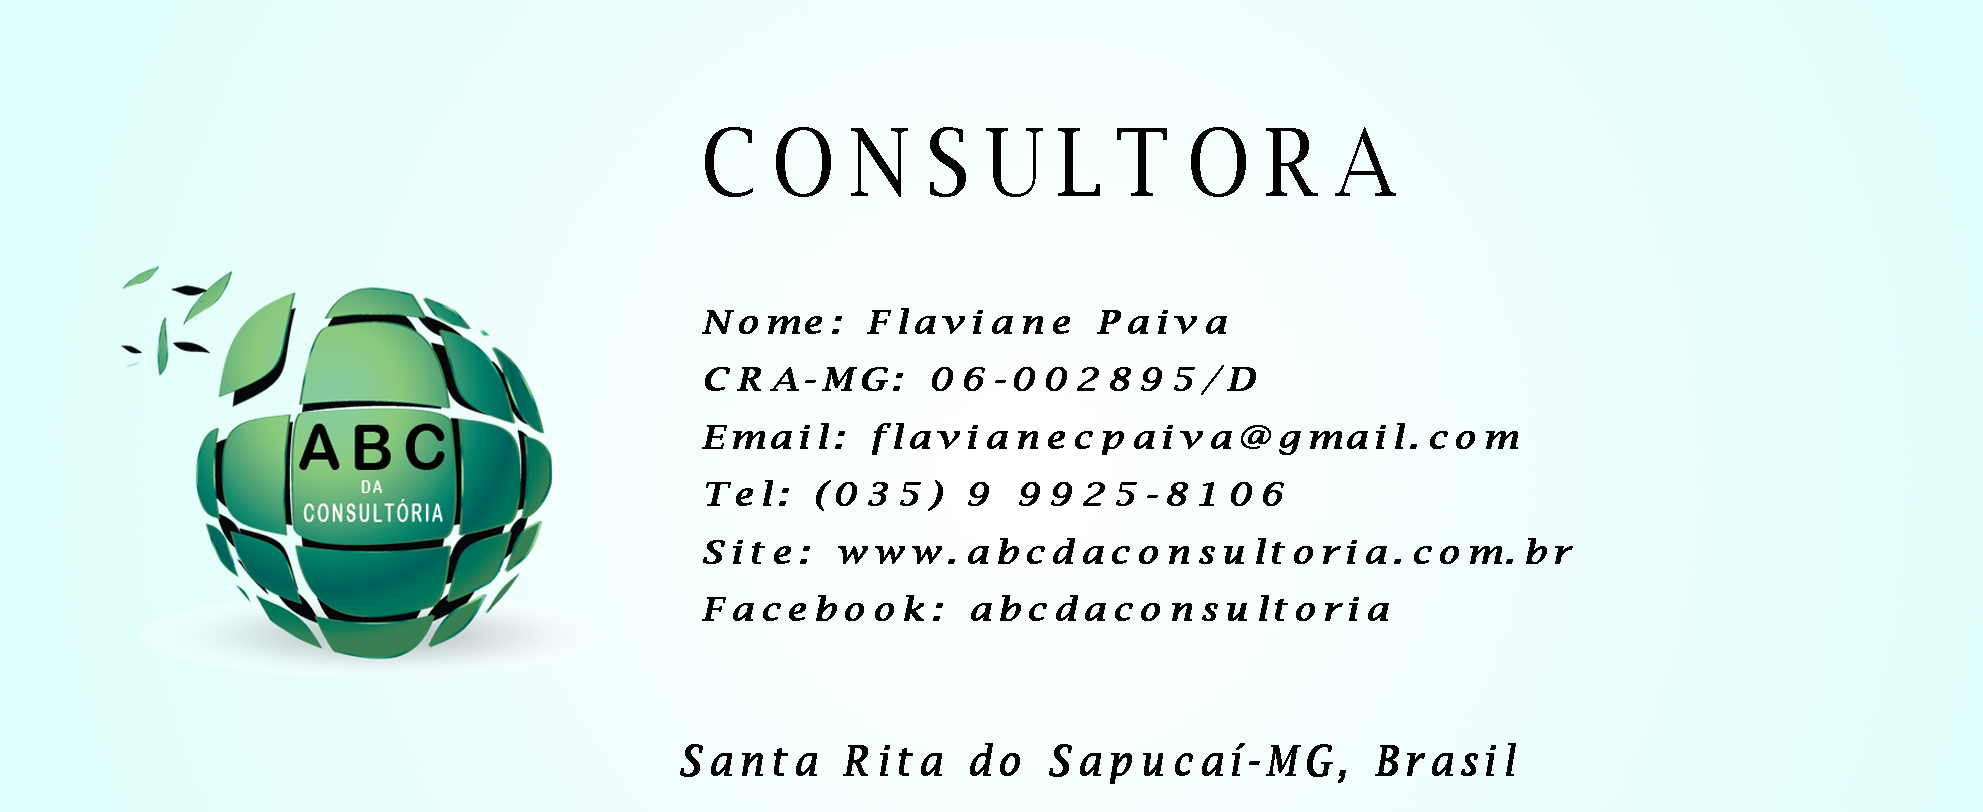 CONSULTORA
ABC
DA
CONSULTÓRIA
Nome: Flaviane Paiva
CRA-MG: 06-002895/D
Email: flavianecpaiva@gmail.com
Tel: (035) 9 9925-8106
Site: www.abcdaconsultoria.com.br
Facebook: abcdaconsultoria
Santa Rita do Sapucaí-MG, Brasil